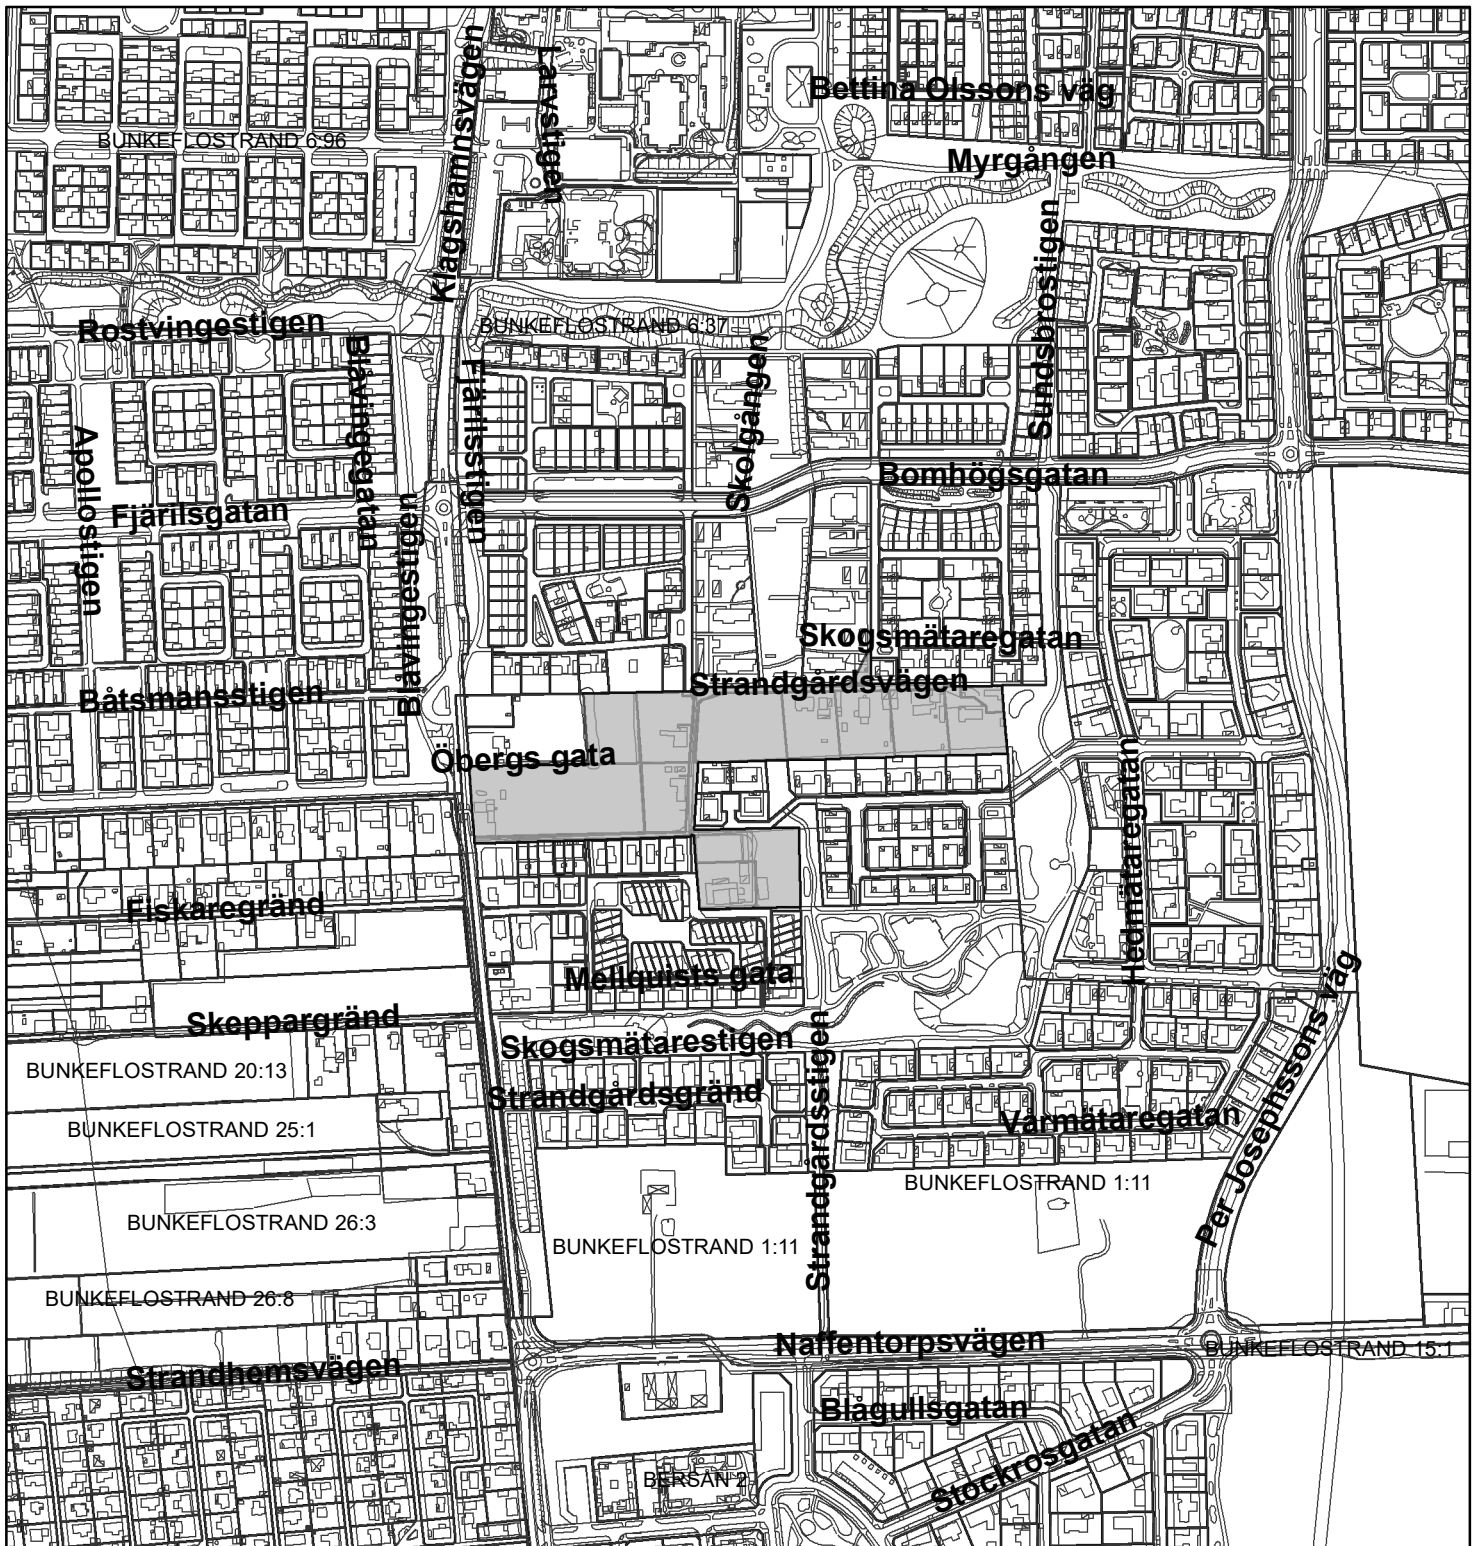 Klagshamnsvägen
Larvstigen
Bettina Olssons väg
BUNKEFLOSTRAND 6:96
Myrgången
Sundsbrostigen
Rostvingestigen
BUNKEFLOSTRAND 6:37
Blåvingegatan
Fjärilsstigen
Skolgången
Apollostigen
Bomhögsgatan
Fjärilsgatan
Blåvingestigen
Skogsmätaregatan
Strandgårdsvägen
Båtsmansstigen
Öbergs gata
Hedmätaregatan
Fiskaregränd
Mellquists gata
Skeppargränd
Skogsmätarestigen
BUNKEFLOSTRAND 20:13
Strandgårdsgränd
Strandgårdsstigen
Vårmätaregatan
Per Josephssons väg
BUNKEFLOSTRAND 25:1
BUNKEFLOSTRAND 1:11
BUNKEFLOSTRAND 26:3
BUNKEFLOSTRAND 1:11
BUNKEFLOSTRAND 26:8
Naffentorpsvägen
BUNKEFLOSTRAND 15:1
Strandhemsvägen
Blågullsgatan
Stockrosgatan
BERSÅN 2